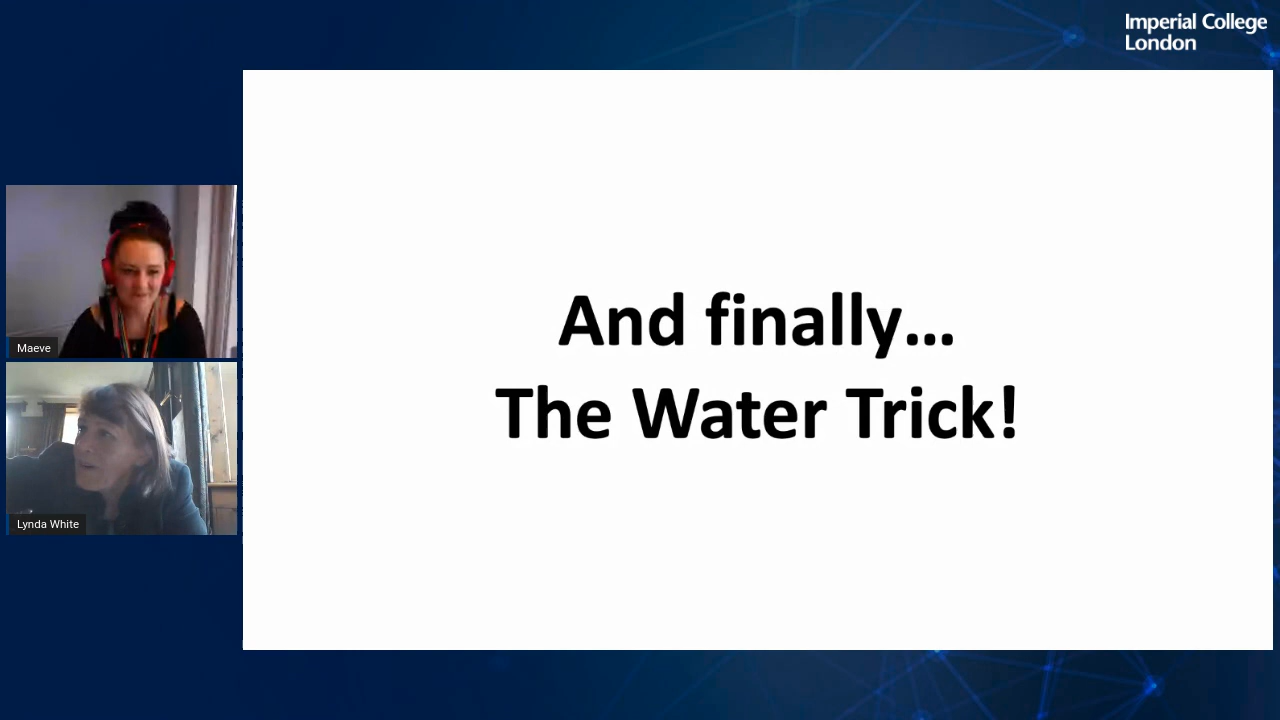 Imperial College
London
And finally...
The Water Trick!
Maeve
Lynda White